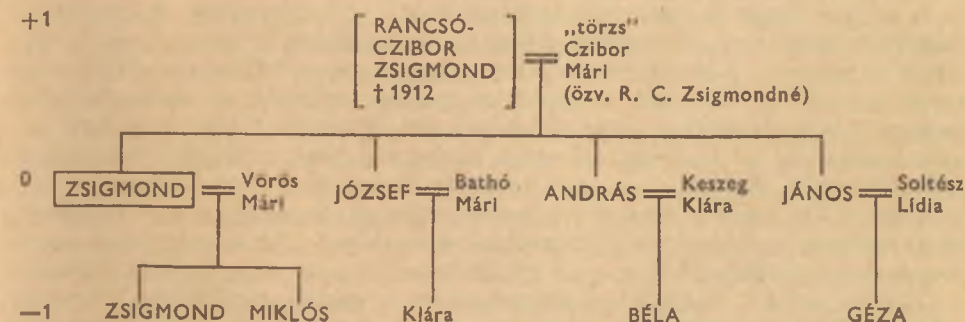 +1
RANCSÓ-
CZIBOR
ZSIGMOND
† 1912
„törzs"
Czibor
Mári
(özv. R. C. Zsigmondné)
0
ZSIGMOND
Vörös
Mári
JÓZSEF
Bathó
Mári
ANDRÁS
Keszeg
Klára
JÁNOS
Soltész
Lídia
—1
ZSIGMOND
MIKLÓS
Klára
BÉLA
GÉZA